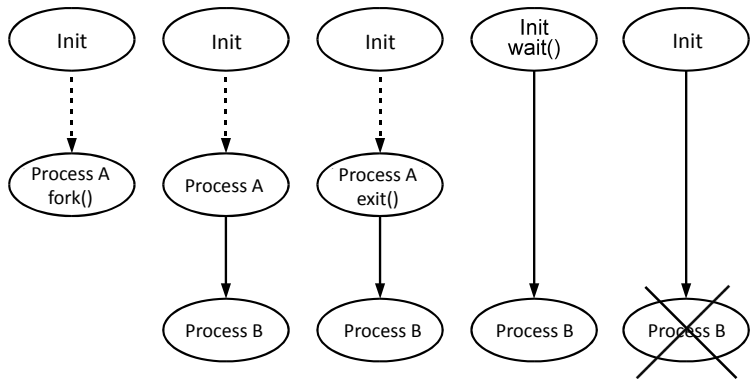 Init
Init
Init
Init
wait()
Init
Process A
fork()
Process A
Process A
exit()
Process B
Process B
Process B
Process B